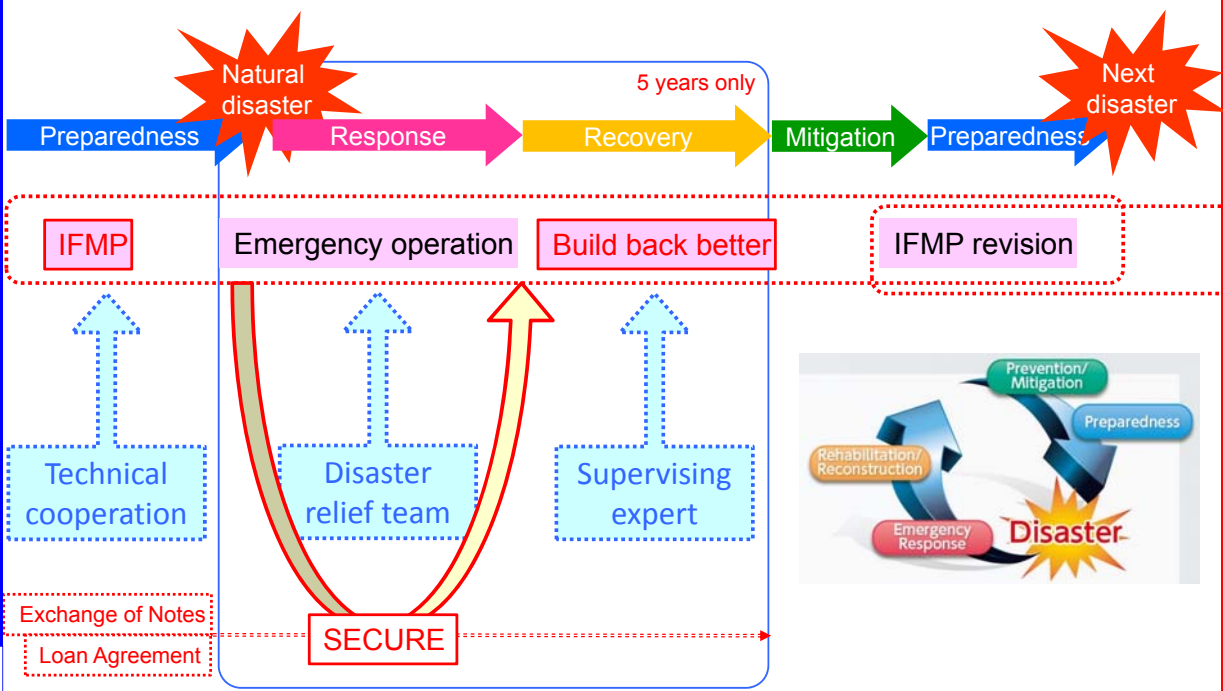 Natural
disaster
5 years only
Next
disaster
Preparedness
Response
Recovery
Mitigation
Preparedness
IFMP
Emergency operation
Build back better
IFMP revision
Technical
cooperation
Disaster
relief team
Supervising
expert
Prevention/
Mitigation
Preparedness
Rehabilitation/
Reconstruction
Emergency
Response
Disaster
Exchange of Notes
Loan Agreement
SECURE